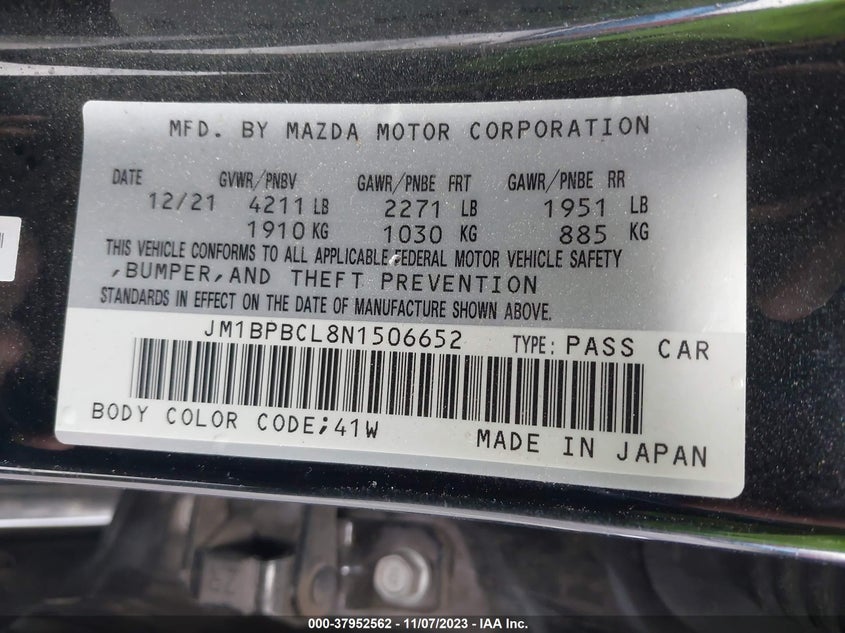 MFD. BY MAZDA MOTOR CORPORATION
DATE GVWR/PNBV GAWR/PNBE FRT GAWR/PNBE RR
12/21 4211 LB 2271 LB 1951 LB
1910 KG 1030 KG 885 KG
THIS VEHICLE CONFORMS TO ALL APPLICABLE FEDERAL MOTOR VEHICLE SAFETY
,BUMPER,AND THEFT PREVENTION
STANDARDS IN EFFECT ON THE DATE OF MANUFACTURE SHOWN ABOVE.
JM1BPBCL8N1506652 TYPE: PASS CAR
BODY COLOR CODE;41W MADE IN JAPAN
000-37952562 - 11/07/2023 - IAA Inc.